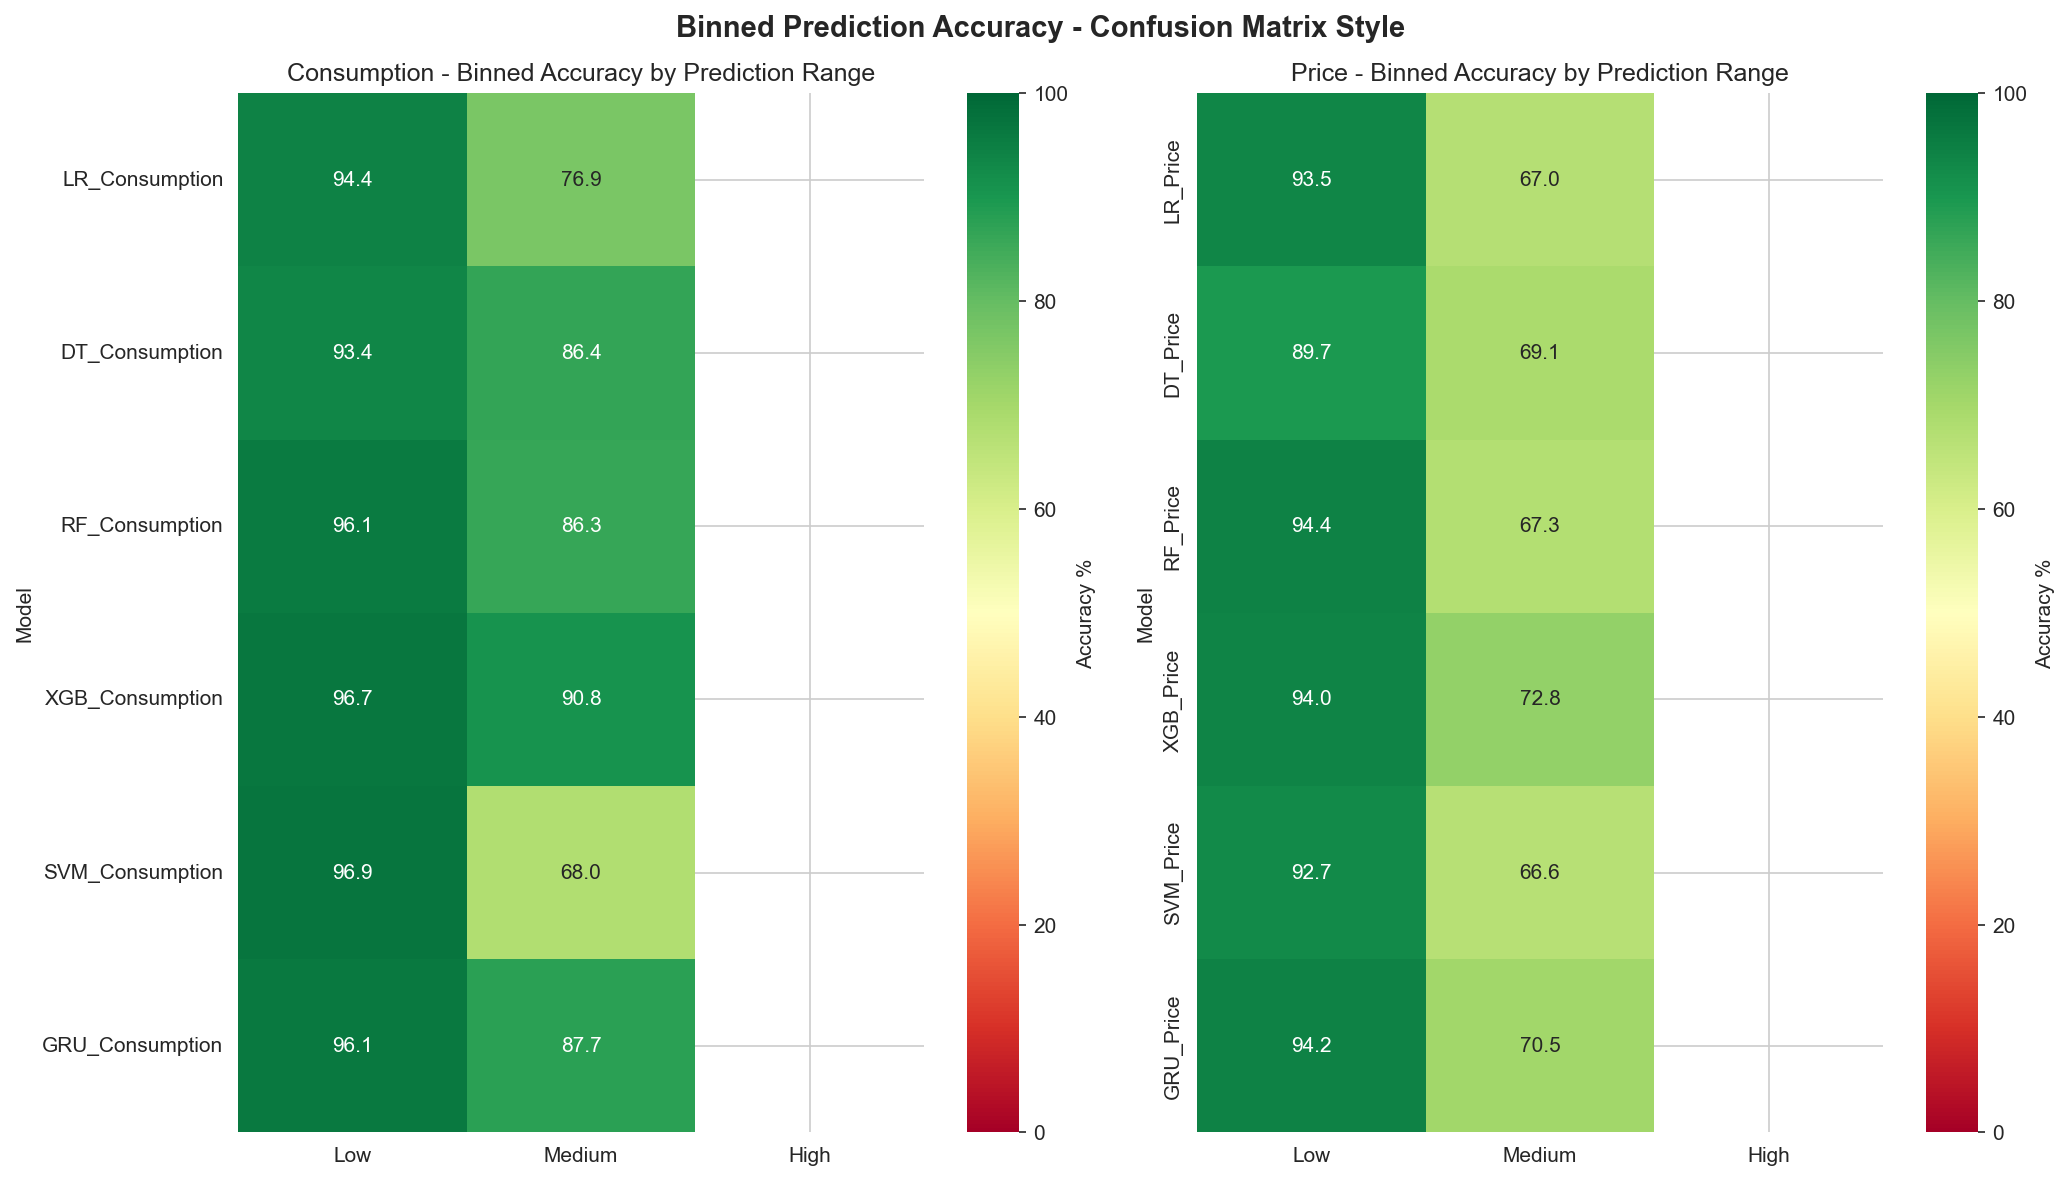 Binned Prediction Accuracy - Confusion Matrix Style
Consumption - Binned Accuracy by Prediction Range
Model
LR_Consumption
94.4
76.9
DT_Consumption
93.4
86.4
RF_Consumption
96.1
86.3
XGB_Consumption
96.7
90.8
SVM_Consumption
96.9
68.0
GRU_Consumption
96.1
87.7
Low
Medium
High
100
80
60
40
20
0
Accuracy %
Price - Binned Accuracy by Prediction Range
Model
LR_Price
93.5
67.0
DT_Price
89.7
69.1
RF_Price
94.4
67.3
XGB_Price
94.0
72.8
SVM_Price
92.7
66.6
GRU_Price
94.2
70.5
Low
Medium
High
100
80
60
40
20
0
Accuracy %